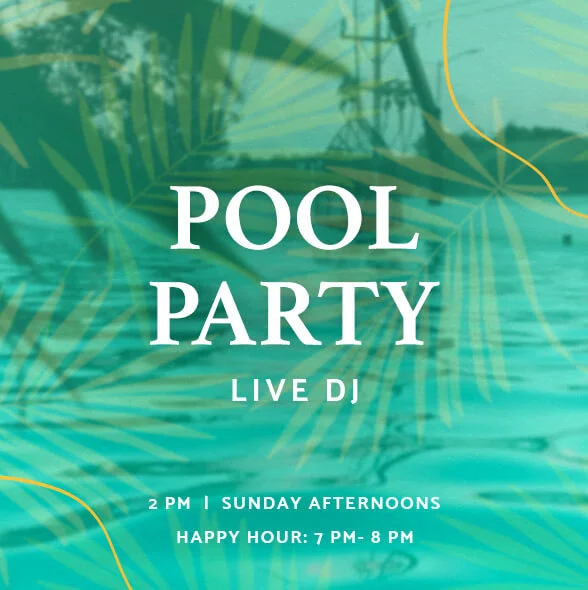 POOL
PARTY
LIVE DJ
2 PM | SUNDAY AFTERNOONS
HAPPY HOUR: 7 PM- 8 PM